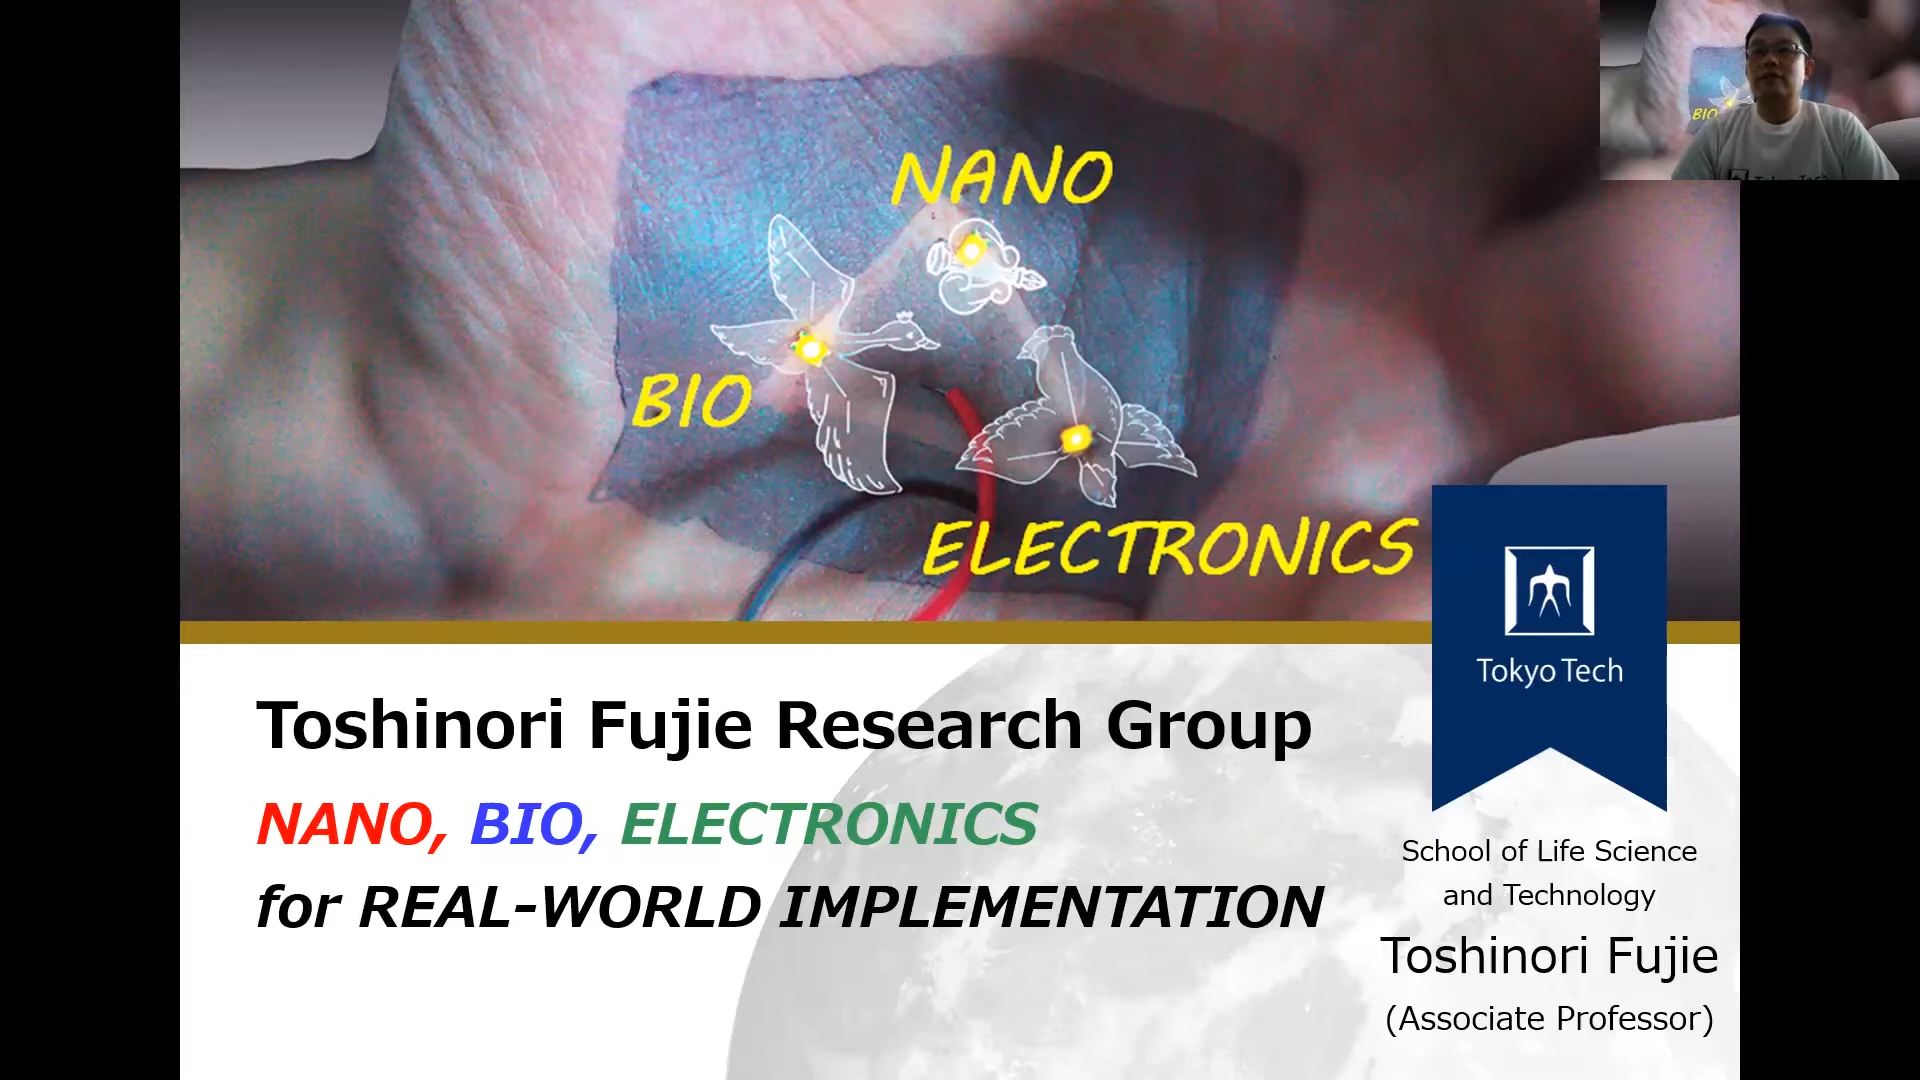 NANO
BIO
ELECTRONICS
BIO
Tokyo Tech
Toshinori Fujie Research Group
NANO, BIO, ELECTRONICS
for REAL-WORLD IMPLEMENTATION
School of Life Science
and Technology
Toshinori Fujie
(Associate Professor)